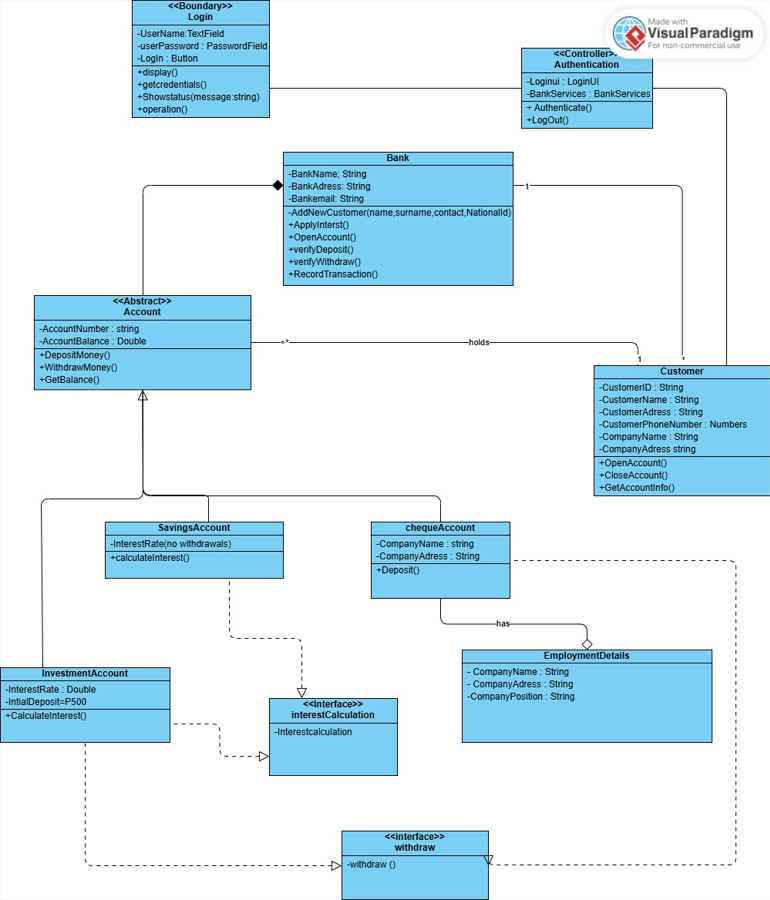 <<Boundary>>
Login
-UserName:TextField
-userPassword : PasswordField
-LogIn : Button
+display()
+getcredentials()
+Showstatus(message:string)
+operation()
Made with
VisualParadigm
For non-commercial use
<<Controller>>
Authentication
-Loginui : LoginUI
-BankServices : BankServices
+ Authenticate()
+LogOut()
Bank
-BankName; String
-BankAdress: String
-Bankemail: String
-AddNewCustomer(name,surname,contact,NationalId)
+ApplyInterst()
+OpenAccount()
+verifyDeposit()
+verifyWithdraw()
+RecordTransaction()
1
*
<<Abstract>>
Account
-AccountNumber : string
-AccountBalance : Double
+DepositMoney()
+WithdrawMoney()
+GetBalance()
*-*
holds
1
Customer
-CustomerID : String
-CustomerName : String
-CustomerAdress : String
-CustomerPhoneNumber : Numbers
-CompanyName : String
-CompanyAdress string
+OpenAccount()
+CloseAccount()
+GetAccountInfo()
SavingsAccount
-InterestRate(no withdrawals)
+calculateInterest()
chequeAccount
-CompanyName : string
-CompanyAdress : String
+Deposit()
has
EmploymentDetails
- CompanyName : String
- CompanyAdress : String
-CompanyPosition : String
InvestmentAccount
-InterestRate : Double
-IntialDeposit=P500
+CalculateInterest()
<<Interface>>
interestCalculation
-Interestcalculation
<<interface>>
withdraw
-withdraw ()